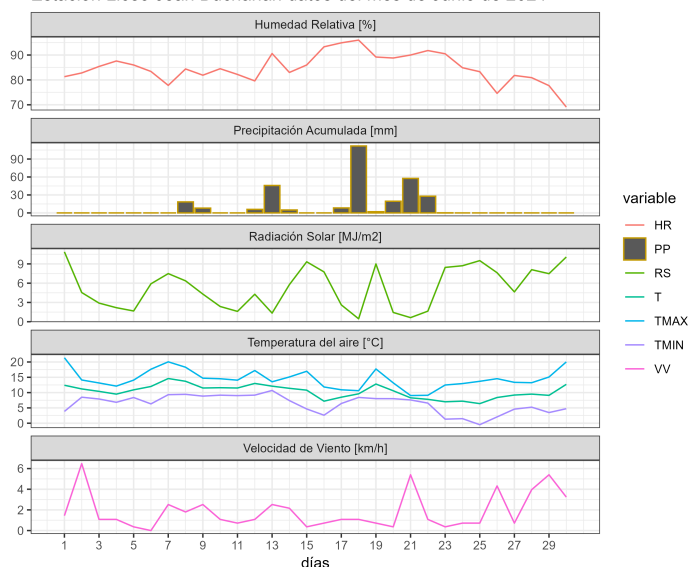 Humedad Relativa [%]
90
80
70
Precipitación Acumulada [mm]
90
60
30
0
Radiación Solar [MJ/m2]
9
6
3
0
Temperatura del aire [°C]
20
15
10
5
0
Velocidad de Viento [km/h]
6
4
2
0
1 3 5 7 9 11 13 15 17 19 21 23 25 27 29
días
variable
HR
PP
RS
T
TMAX
TMIN
VV